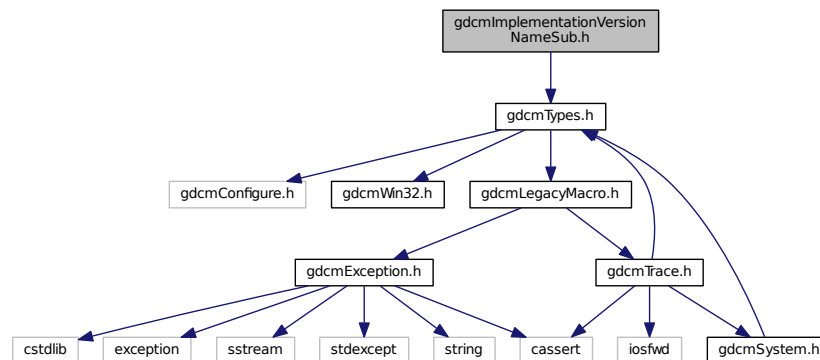 gdcmImplementationVersion
NameSub.h
gdcmTypes.h
gdcmConfigure.h
gdcmWin32.h
gdcmLegacyMacro.h
gdcmException.h
gdcmTrace.h
cstdlib
exception
sstream
stdexcept
string
cassert
iosfwd
gdcmSystem.h